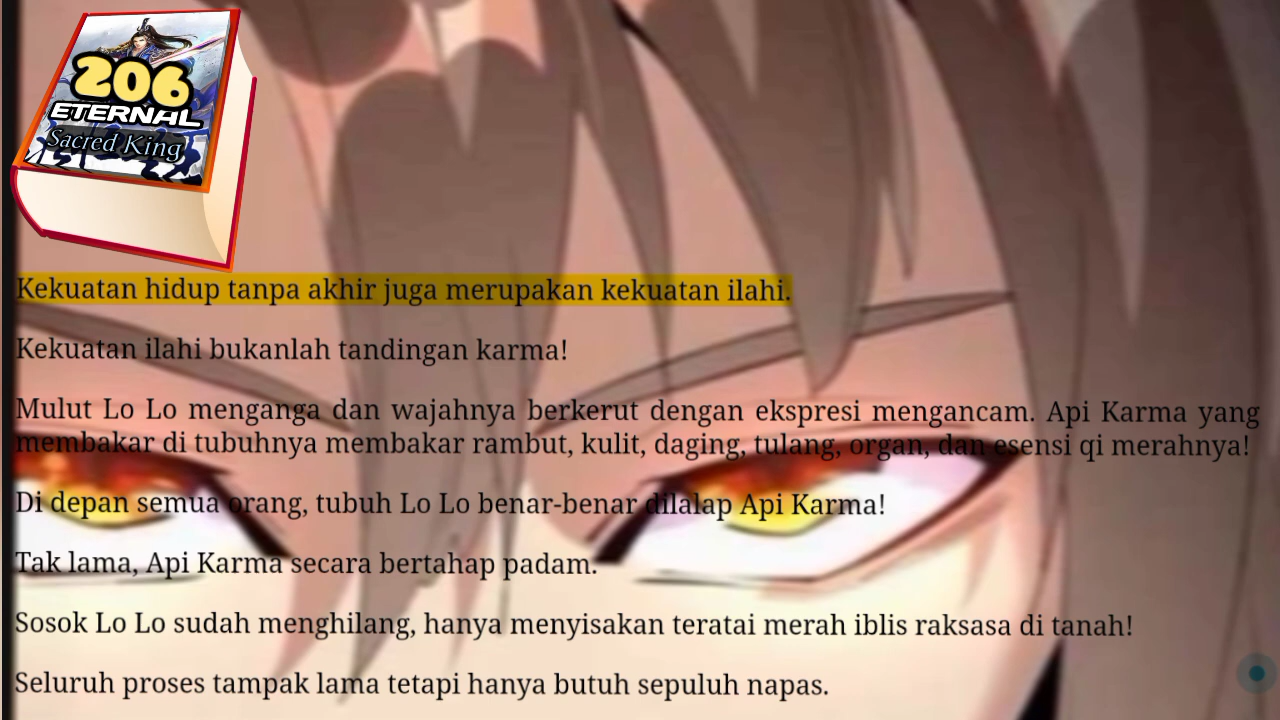 206
ETERNAL
Sacred King
Kekuatan hidup tanpa akhir juga merupakan kekuatan ilahi.
Kekuatan ilahi bukanlah tandingan karma!
Mulut Lo Lo menganga dan wajahnya berkerut dengan ekspresi mengancam. Api Karma yang
membakar di tubuhnya membakar rambut, kulit, daging, tulang, organ, dan esensi qi merahnya!
Di depan semua orang, tubuh Lo Lo benar-benar dilalap Api Karma!
Tak lama, Api Karma secara bertahap padam.
Sosok Lo Lo sudah menghilang, hanya menyisakan teratai merah iblis raksasa di tanah!
Seluruh proses tampak lama tetapi hanya butuh sepuluh napas.